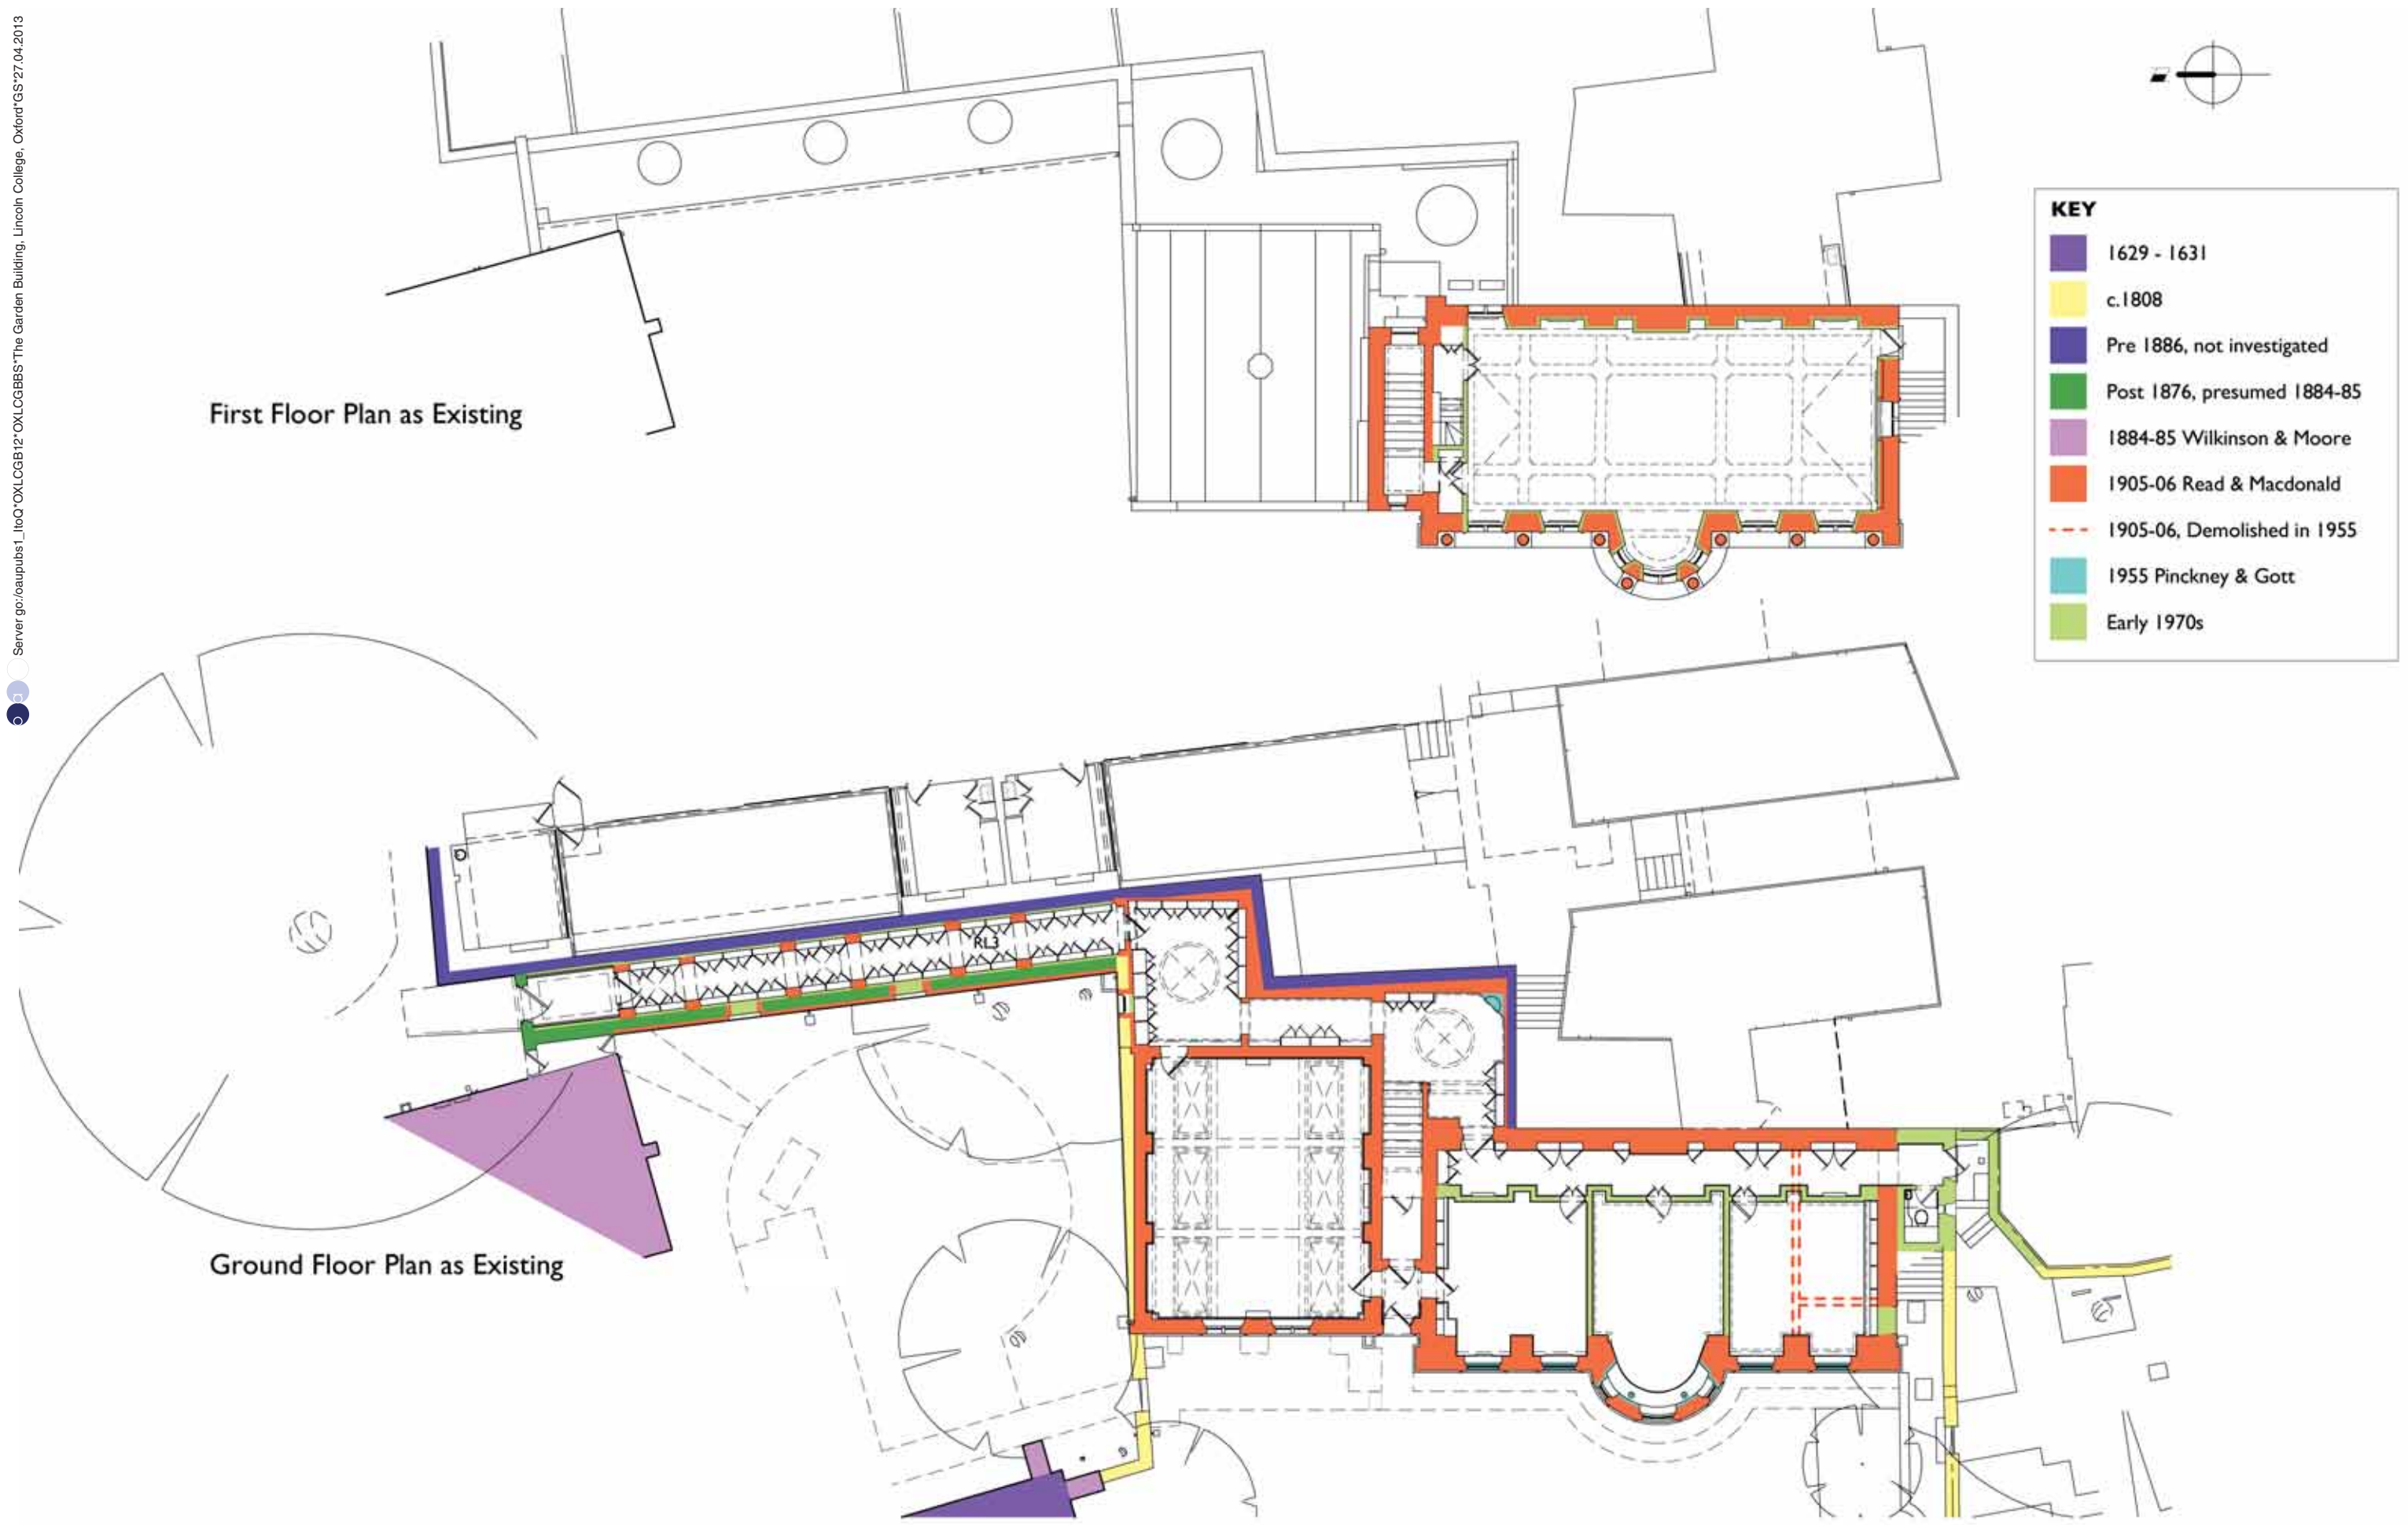 Server go:/oaupubs1_ItoQ*OXLCGB12*OXLCGBBS*The Garden Building, Lincoln College, Oxford*GS*27.04.2013
First Floor Plan as Existing
KEY
1629 - 1631
c.1808
Pre 1886, not investigated
Post 1876, presumed 1884-85
1884-85 Wilkinson & Moore
1905-06 Read & Macdonald
1905-06, Demolished in 1955
1955 Pinckney & Gott
Early 1970s
RL3
Ground Floor Plan as Existing